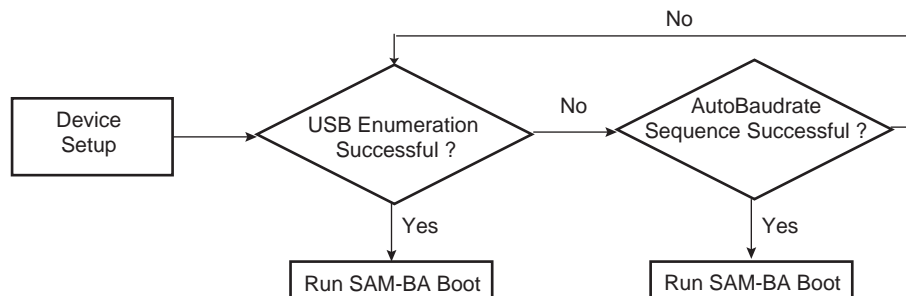 No
Device
Setup
USB Enumeration
Successful ?
No
AutoBaudrate
Sequence Successful ?
Yes
Yes
Run SAM-BA Boot
Run SAM-BA Boot